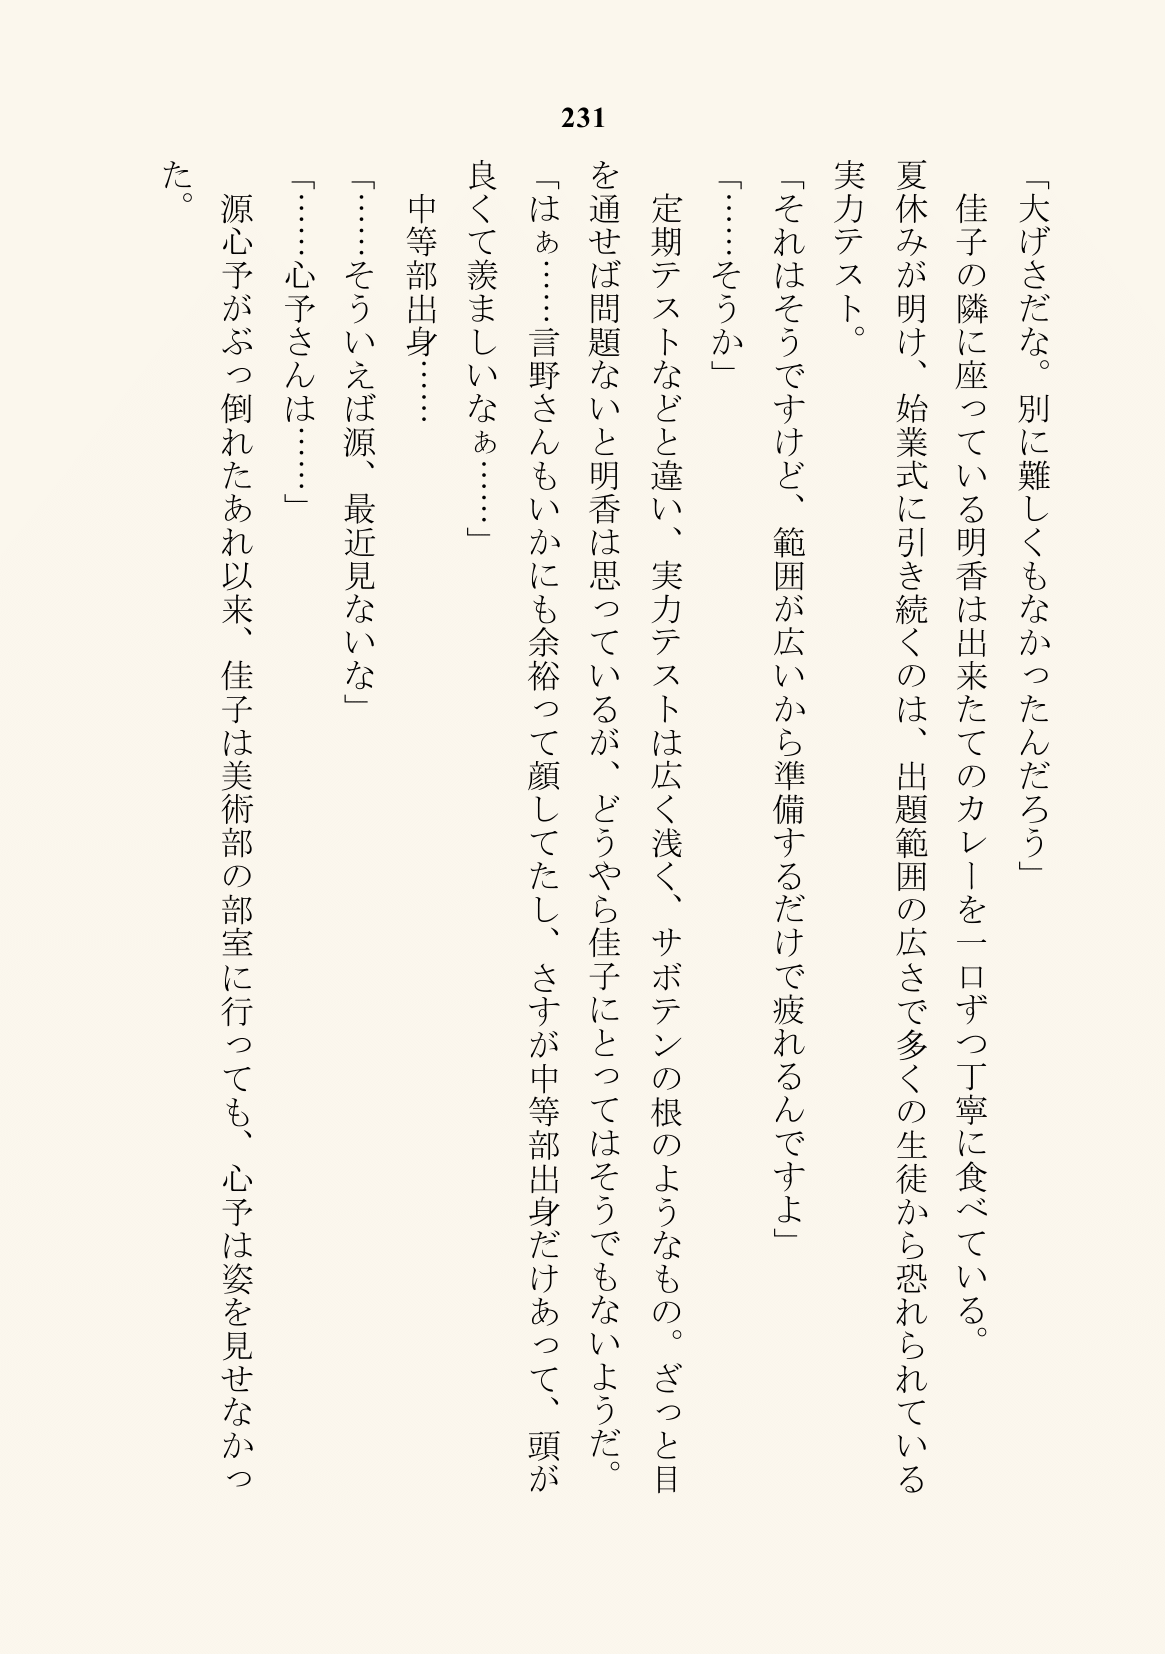 231
「大げさだな。別に難しくもなかったんだろう」
　佳子の隣に座っている明香は出来たてのカレーを一口ずつ丁寧に食べている。
夏休みが明け、始業式に引き続くのは、出題範囲の広さで多くの生徒から恐れられている
実力テスト。
「それはそうですけど、範囲が広いから準備するだけで疲れるんですよ」
「……そうか」
　定期テストなどと違い、実力テストは広く浅く、サボテンの根のようなもの。ざっと目
を通せば問題ないと明香は思っているが、どうやら佳子にとってはそうでもないようだ。
「はぁ……言野さんもいかにも余裕って顔してたし、さすが中等部出身だけあって、頭が
良くて羨ましいなぁ……」
　中等部出身……
「……そういえば源、最近見ないな」
「……心予さんは……」
　源心予がぶっ倒れたあれ以来、佳子は美術部の部室に行っても、心予は姿を見せなかっ
た。